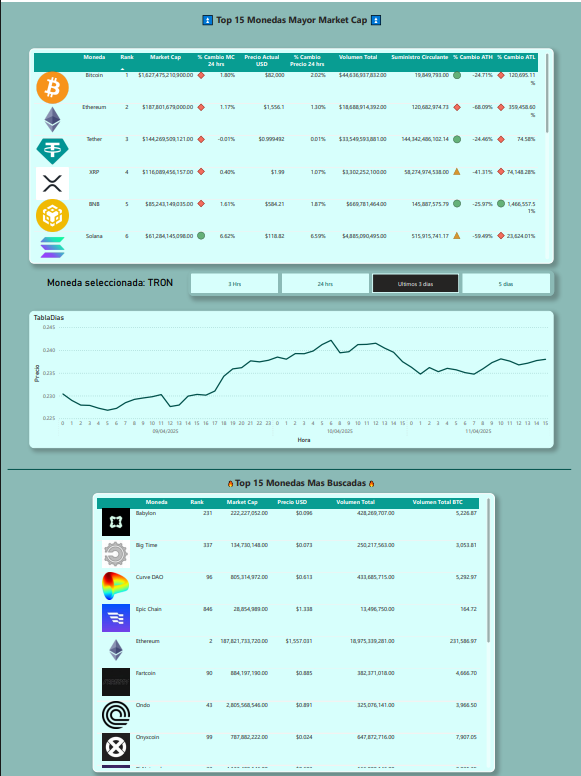 Top 15 Monedas Mayor Market Cap
Moneda Rank Market Cap % Cambio MC 24 hrs Precio Actual USD % Cambio Precio 24 hrs Volumen Total Suministro Circulante % Cambio ATH % Cambio ATL
Bitcoin 1 $1,627,475,210,900.00 1.80% $82,000 2.02% $44,636,937,832.00 19,849,793.00 -24.71% 120,695.11%
Ethereum 2 $187,801,679,000.00 1.17% $1,556.1 1.30% $18,688,914,392.00 120,682,974.73 -68.09% 359,458.60%
Tether 3 $144,269,509,121.00 -0.01% $0.999492 0.01% $33,549,593,881.00 144,342,486,102.14 -24.46% 74.58%
XRP 4 $116,089,456,157.00 0.40% $1.99 1.07% $3,302,252,100.00 58,274,974,538.00 -41.31% 74,148.28%
BNB 5 $85,243,149,035.00 1.61% $584.21 1.87% $669,781,464.00 145,887,575.79 -25.97% 1,466,557.51%
Solana 6 $61,284,145,098.00 6.62% $118.82 6.59% $4,885,090,495.00 515,915,741.17 -59.49% 23,624.01%
Moneda seleccionada: TRON
3 Hrs 24 hrs Ultimos 3 dias 5 dias
TablaDias
0.245
0.240
0.235
0.230
0.225
Precio
0 1 2 3 4 5 6 7 8 9 10 11 12 13 14 15 16 17 18 19 20 21 22 23 0 1 2 3 4 5 6 7 8 9 10 11 12 13 14 15 0 1 2 3 4 5 6 7 8 9 10 11 12 13 14 15
09/04/2025 10/04/2025 11/04/2025
Hora
Top 15 Monedas Mas Buscadas
Moneda Rank Market Cap Precio USD Volumen Total Volumen Total BTC
Babylon 231 222,227,052.00 $0.096 428,269,707.00 5,226.87
Big Time 337 134,730,148.00 $0.073 250,217,563.00 3,053.81
Curve DAO 96 805,314,972.00 $0.613 433,685,715.00 5,292.97
Epic Chain 846 28,854,989.00 $1.338 13,496,750.00 164.72
Ethereum 2 187,821,733,720.00 $1,557.031 18,975,339,281.00 231,586.97
Fartcoin 90 884,197,190.00 $0.885 382,371,018.00 4,666.70
Ondo 43 2,805,568,546.00 $0.891 325,076,141.00 3,966.50
Onyxcoin 99 787,882,222.00 $0.024 647,872,716.00 7,907.05